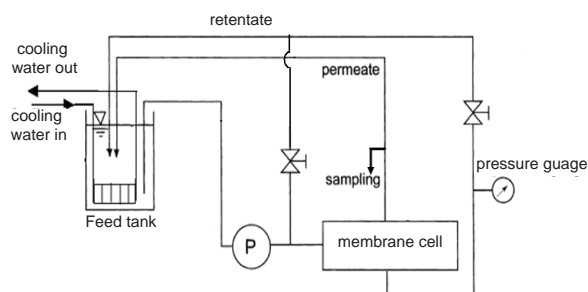 retentate
cooling
water out
permeate
cooling
water in
sampling
pressure guage
Feed tank
P
membrane cell